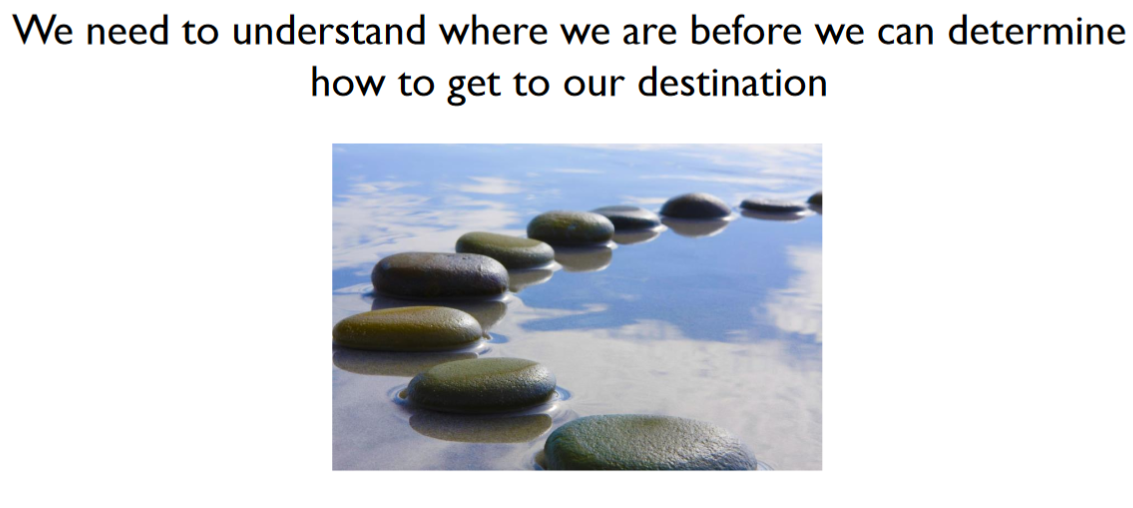 We need to understand where we are before we can determine
how to get to our destination